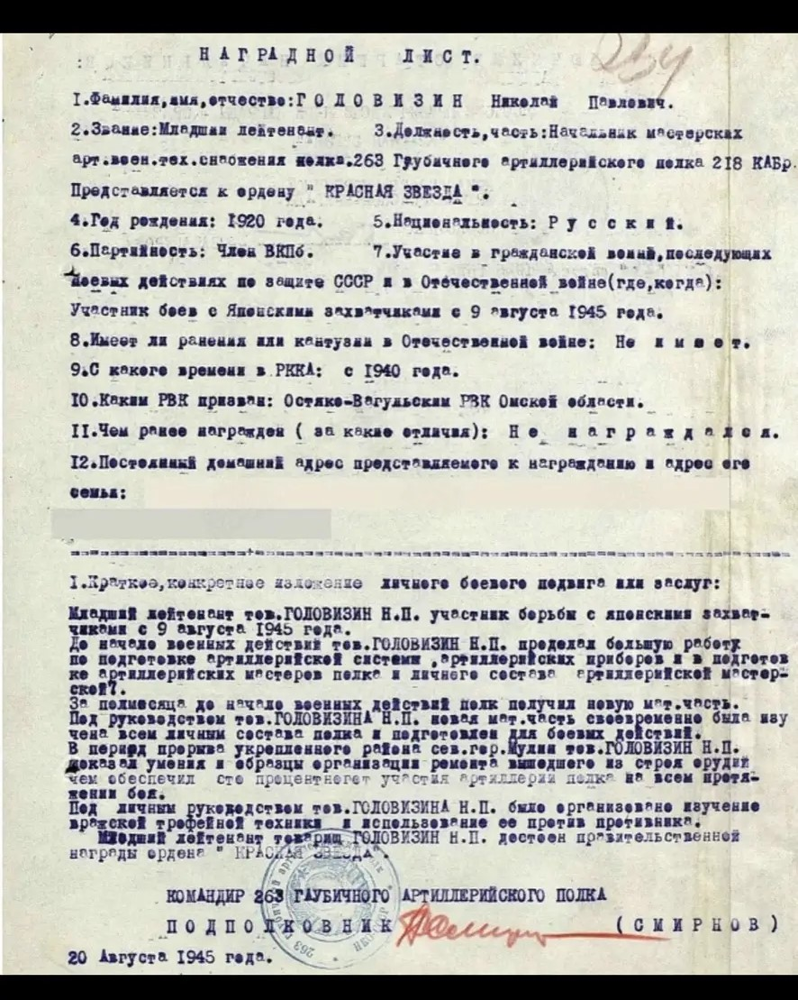 НАГРАДНОЙ ЛИСТ.
1.Фамилия,имя,отчество:Г О Л О В И З И Н Николай Павлович.
2.Звание:Младший лейтенант. 3.Должность,часть:Начальник мастерских
арт.воен.тех.снабжения полка.263 Гаубичного артиллерийского полка 218 КАБр.
Представляется к ордену " КРАСНАЯ ЗВЕЗДА ".
4.Год рождения: 1920 года. 5.Национальность: Р у с с к и й.
6.Партийность: Член ВКПб. 7.Участие в гражданской войне,последующих
боевых действиях по защите СССР и в Отечественной войне(где,когда):
Участник боев с Японскими захватчиками с 9 августа 1945 года.
8.Имеет ли ранения или кантузии в Отечественной войне: Не и м е е т.
9.С какого времени в РККА: с 1940 года.
10.Каким РВК призван: Остяко-Вагульским РВК Омской области.
11.Чем ранее награжден ( за какие отличия): Н е н а г р а ж д а л с я.
12.Постоянный домашний адрес представляемого к награждению и адрес его
семьи:
1.Краткое,конкретное изложение личного боевого подвига или заслуг:
Младший лейтенант тов.ГОЛОВИЗИН Н.П. участник борьбы с японскими захват-
чиками с 9 августа 1945 года.
До начало военных действий тов.ГОЛОВИЗИН Н.П. проделал большую работу
по подготовке артиллерийской системы ,артиллерийских приборов и в подготов
ке артиллерийских мастеров полка и личного состава артиллерийской мастер-
ской7.
За полмесяца до начало военных действий полк получил новую мат.часть.
Под руководством тов.ГОЛОВИЗИНА Н.П. новая мат.часть своевременно была изу
чена всем личным состава полка и подготовлен для боевых действий.
В период прорыва укрепленного района сев.гор.Мулин тов.ГОЛОВИЗИН Н.П.
показал умения и образцы организации ремонта вышедшего из строя орудий
чем обеспечил сто процентного участия артиллерии полка на всем протя-
жении боя.
Под личным руководством тов.ГОЛОВИЗИНА Н.П. было организовано изучение
вражской трофейной техники и использование ее против противника.
Младший лейтенант товарищ ГОЛОВИЗИН Н.П. достоен правительственной
награды ордена " КРАСНАЯ ЗВЕЗДА".
КОМАНДИР 263 ГАУБИЧНОГО АРТИЛЛЕРИЙСКОГО ПОЛКА
П О Д П О Л К О В Н И К ( С М И Р Н О В )
20 Августа 1945 года.